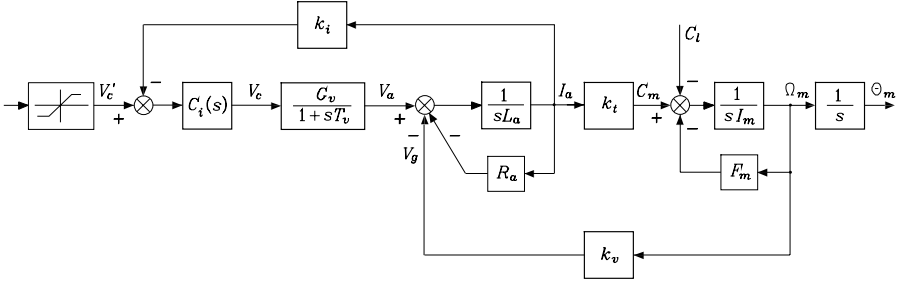 k_i
C_l
V_c'
−
+
C_i(s)
V_c
G_v
1+sT_v
V_a
+
−
−
V_g
1
sL_a
I_a
k_t
C_m
+
−
−
1
sI_m
Ω_m
1
s
Θ_m
R_a
F_m
k_v